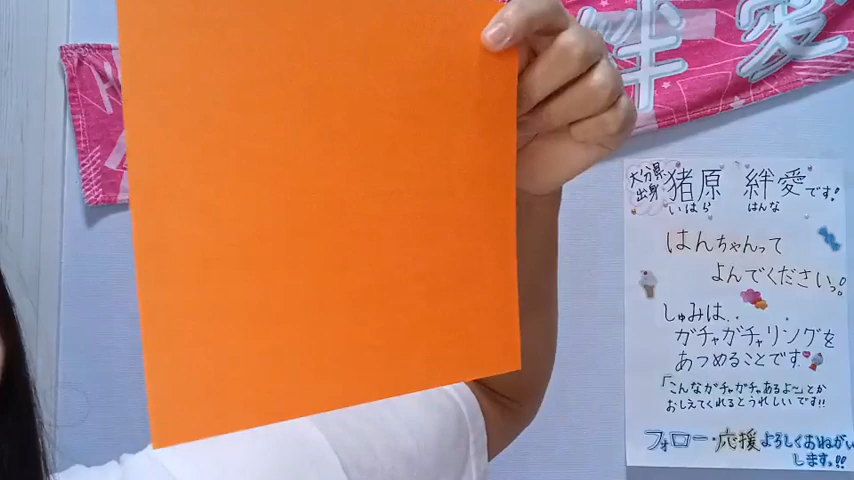 絆愛
大分県
出身
猪原 絆愛です!
いはら はんな
はんちゃんって
よんでくださいっ!
しゅみは、、
ガチャガチャリングを
あつめることです
「こんなガチャガチャあるよ〜」とか
おしえてくれるとうれしいです!!
フォロー・応援よろしくおねがい
しますっ!!